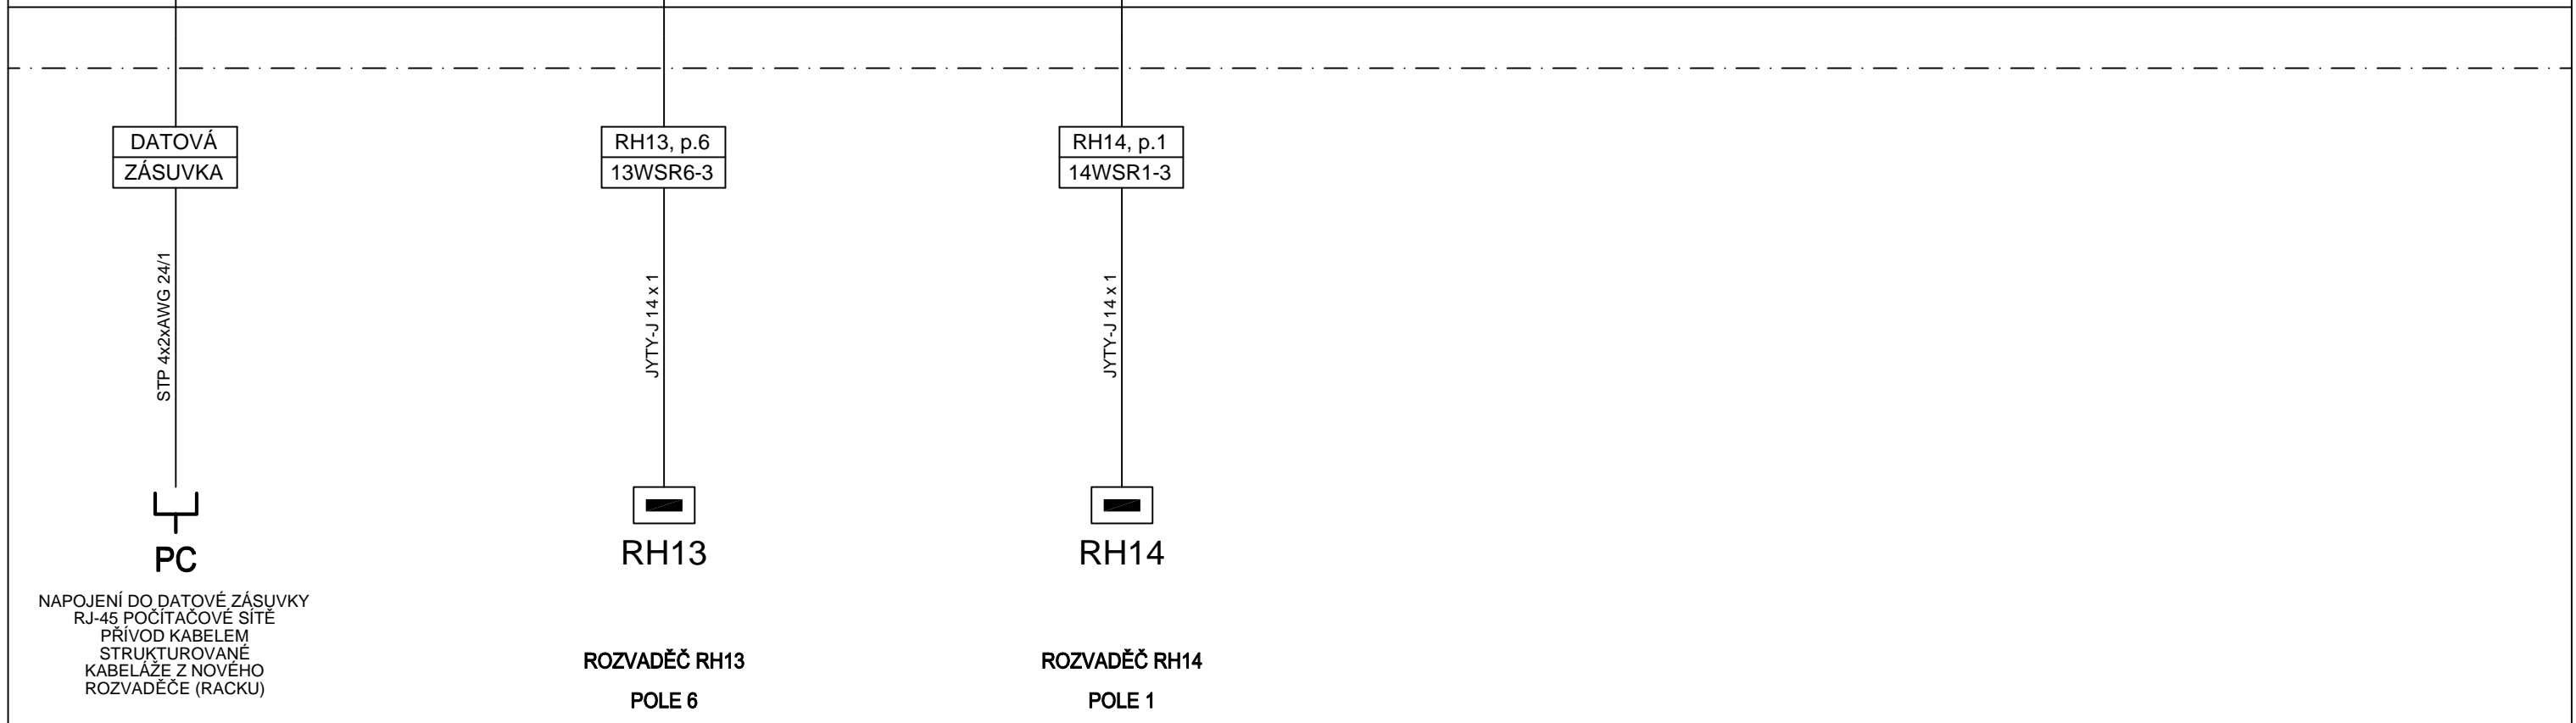 DATOVÁ
ZÁSUVKA
STP 4x2xAWG 24/1
PC
NAPOJENÍ DO DATOVÉ ZÁSUVKY
RJ-45 POČÍTAČOVÉ SÍTĚ
PŘÍVOD KABELEM
STRUKTUROVANÉ
KABELÁŽE Z NOVÉHO
ROZVADĚČE (RACKU)
RH13, p.6
13WSR6-3
JYTY-J 14 x 1
RH13
ROZVADĚČ RH13
POLE 6
RH14, p.1
14WSR1-3
JYTY-J 14 x 1
RH14
ROZVADĚČ RH14
POLE 1